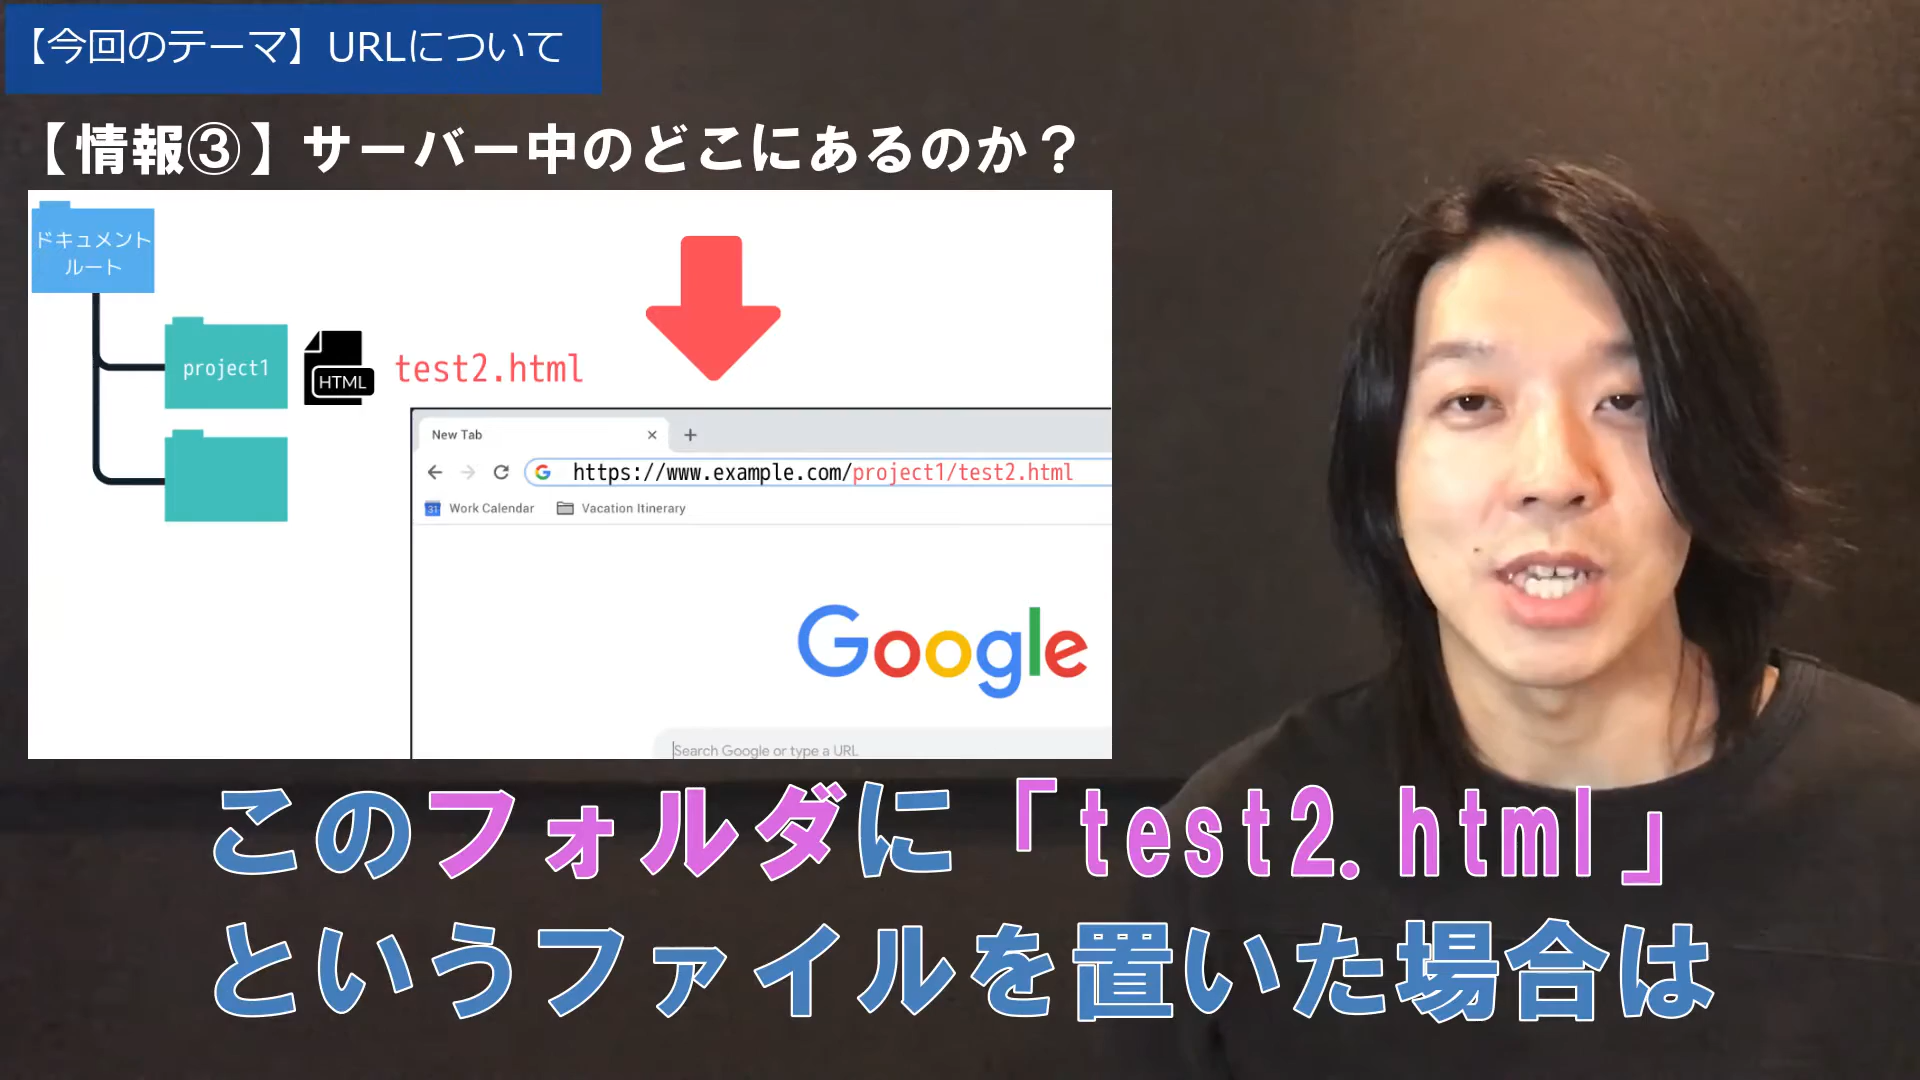 【今回のテーマ】URLについて
【情報③】サーバー中のどこにあるのか？
ドキュメント
ルート
project1
HTML
test2.html
New Tab
https://www.example.com/project1/test2.html
31
Work Calendar
Vacation Itinerary
Google
Search Google or type a URL
このフォルダに「test2.html」
というファイルを置いた場合は